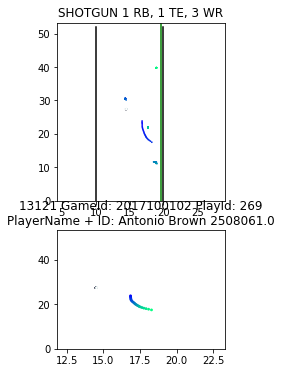 SHOTGUN 1 RB, 1 TE, 3 WR
50
40
30
20
10
0
5 10 15 20 25
13121 GameId: 2017100102 PlayId: 269
PlayerName + ID: Antonio Brown 2508061.0
40
20
0
12.5 15.0 17.5 20.0 22.5